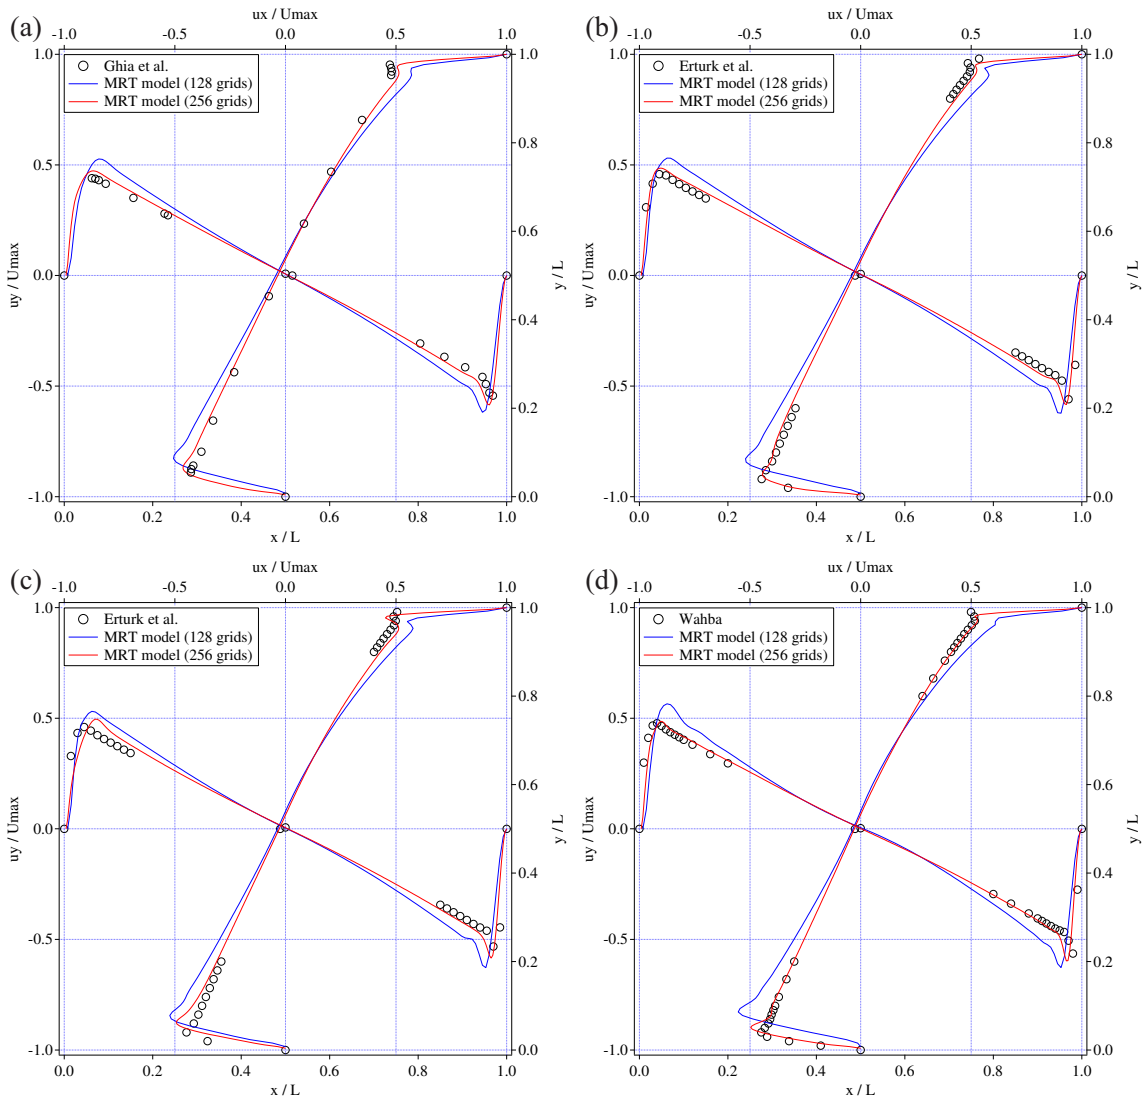 (a)
ux / Umax
-1.0 -0.5 0.0 0.5 1.0
Ghia et al.
MRT model (128 grids)
MRT model (256 grids)
1.0 0.5 0.0 -0.5 -1.0
uy / Umax
1.0 0.8 0.6 0.4 0.2 0.0
y / L
0.0 0.2 0.4 0.6 0.8 1.0
x / L
(b)
ux / Umax
-1.0 -0.5 0.0 0.5 1.0
Erturk et al.
MRT model (128 grids)
MRT model (256 grids)
1.0 0.5 0.0 -0.5 -1.0
uy / Umax
1.0 0.8 0.6 0.4 0.2 0.0
y / L
0.0 0.2 0.4 0.6 0.8 1.0
x / L
(c)
ux / Umax
-1.0 -0.5 0.0 0.5 1.0
Erturk et al.
MRT model (128 grids)
MRT model (256 grids)
1.0 0.5 0.0 -0.5 -1.0
uy / Umax
1.0 0.8 0.6 0.4 0.2 0.0
y / L
0.0 0.2 0.4 0.6 0.8 1.0
x / L
(d)
ux / Umax
-1.0 -0.5 0.0 0.5 1.0
Wahba
MRT model (128 grids)
MRT model (256 grids)
1.0 0.5 0.0 -0.5 -1.0
uy / Umax
1.0 0.8 0.6 0.4 0.2 0.0
y / L
0.0 0.2 0.4 0.6 0.8 1.0
x / L